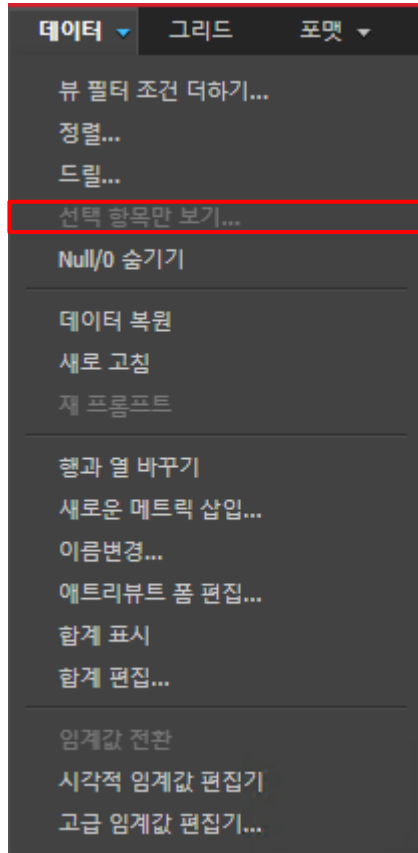 데이터 그리드 포맷
뷰 필터 조건 더하기...
정렬...
드릴...
선택 항목만 보기...
Null/0 숨기기
데이터 복원
새로 고침
재 프롬프트
행과 열 바꾸기
새로운 메트릭 삽입...
이름변경...
애트리뷰트 폼 편집...
합계 표시
합계 편집...
임계값 전환
시각적 임계값 편집기
고급 임계값 편집기...